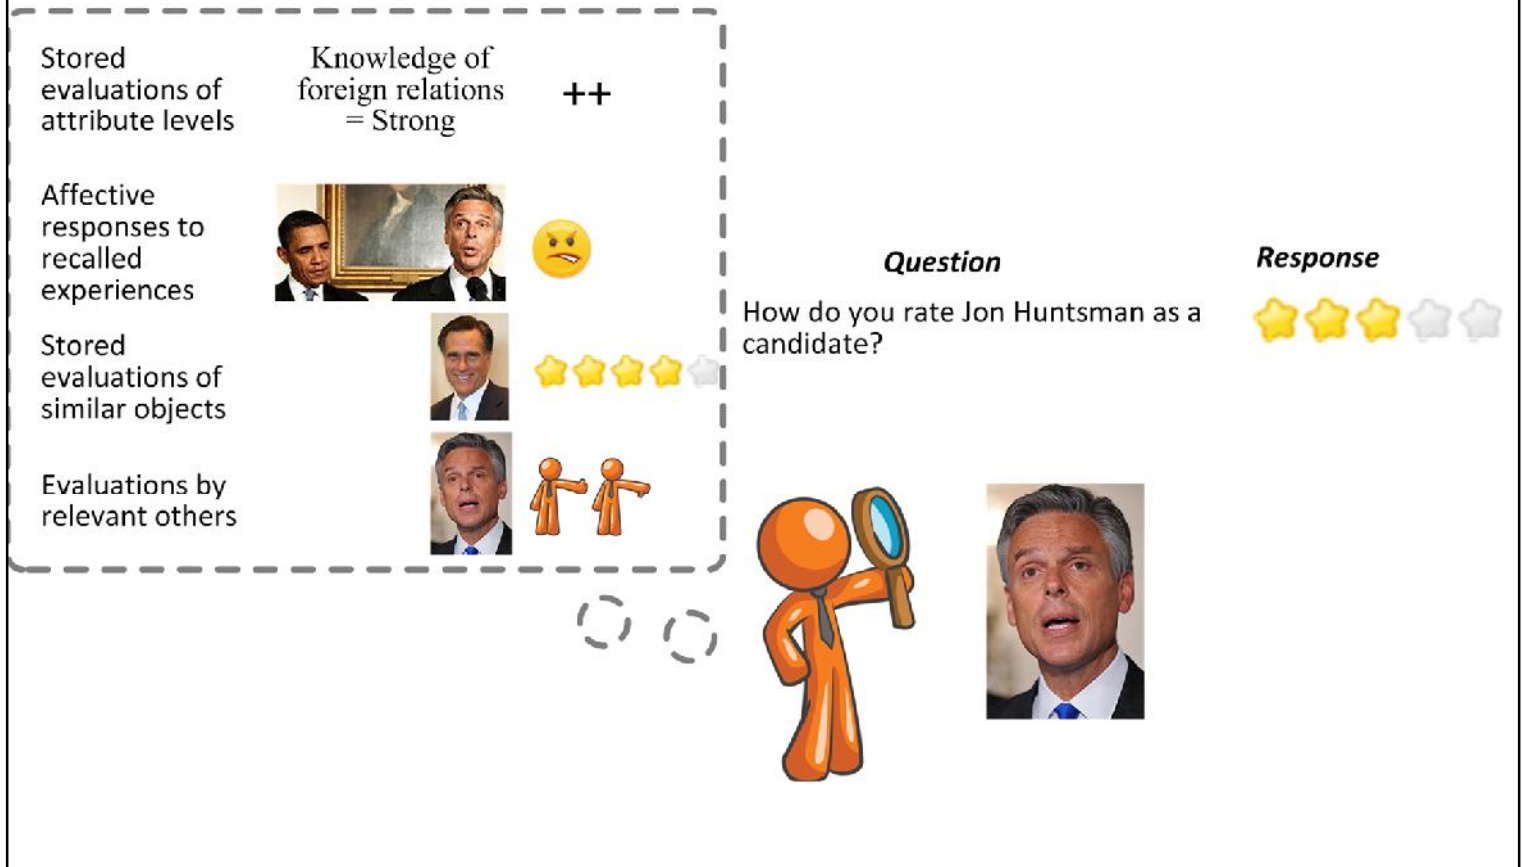 Stored
evaluations of
attribute levels
Knowledge of
foreign relations
= Strong
++
Affective
responses to
recalled
experiences
Stored
evaluations of
similar objects
Evaluations by
relevant others
Question
How do you rate Jon Huntsman as a
candidate?
Response